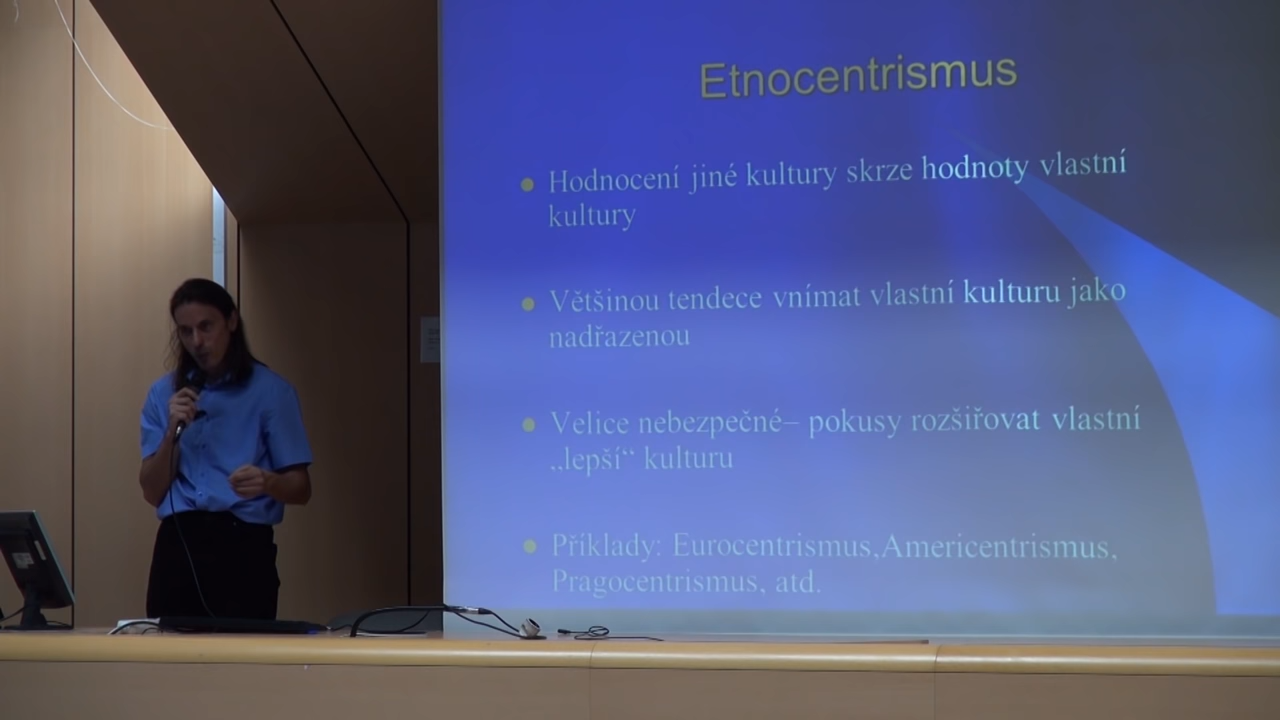 Etnocentrismus
Hodnocení jiné kultury skrze hodnoty vlastní
kultury
Většinou tendece vnímat vlastní kulturu jako
nadřazenou
Velice nebezpečné– pokusy rozšiřovat vlastní
„lepší“ kulturu
Příklady: Eurocentrismus,Americentrismus,
Pragocentrismus, atd.